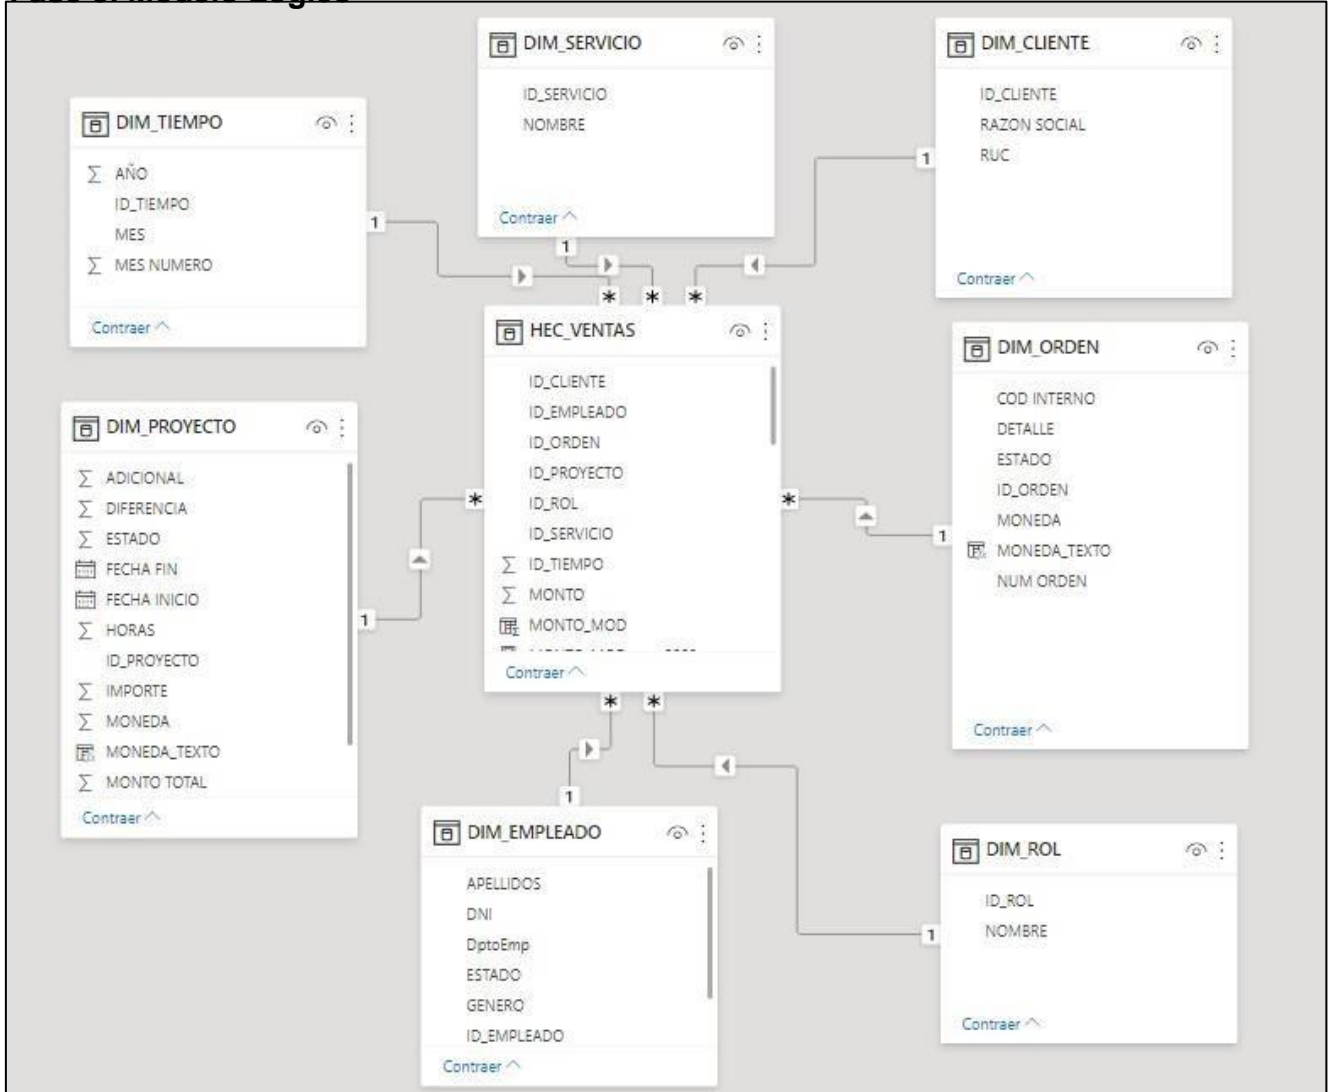 DIM_SERVICIO
ID_SERVICIO
NOMBRE
Contraer
1
DIM_CLIENTE
ID_CLIENTE
RAZON SOCIAL
RUC
Contraer
1
DIM_TIEMPO
AÑO
ID_TIEMPO
MES
MES NUMERO
Contraer
1
* * *
HEC_VENTAS
ID_CLIENTE
ID_EMPLEADO
ID_ORDEN
ID_PROYECTO
ID_ROL
ID_SERVICIO
ID_TIEMPO
MONTO
MONTO_MOD
Contraer
* *
* *
DIM_ORDEN
COD INTERNO
DETALLE
ESTADO
ID_ORDEN
MONEDA
MONEDA_TEXTO
NUM ORDEN
Contraer
1
DIM_PROYECTO
ADICIONAL
DIFERENCIA
ESTADO
FECHA FIN
FECHA INICIO
HORAS
ID_PROYECTO
IMPORTE
MONEDA
MONEDA_TEXTO
MONTO TOTAL
Contraer
1
DIM_EMPLEADO
APELLIDOS
DNI
DptoEmp
ESTADO
GENERO
ID_EMPLEADO
Contraer
1
DIM_ROL
ID_ROL
NOMBRE
Contraer
1